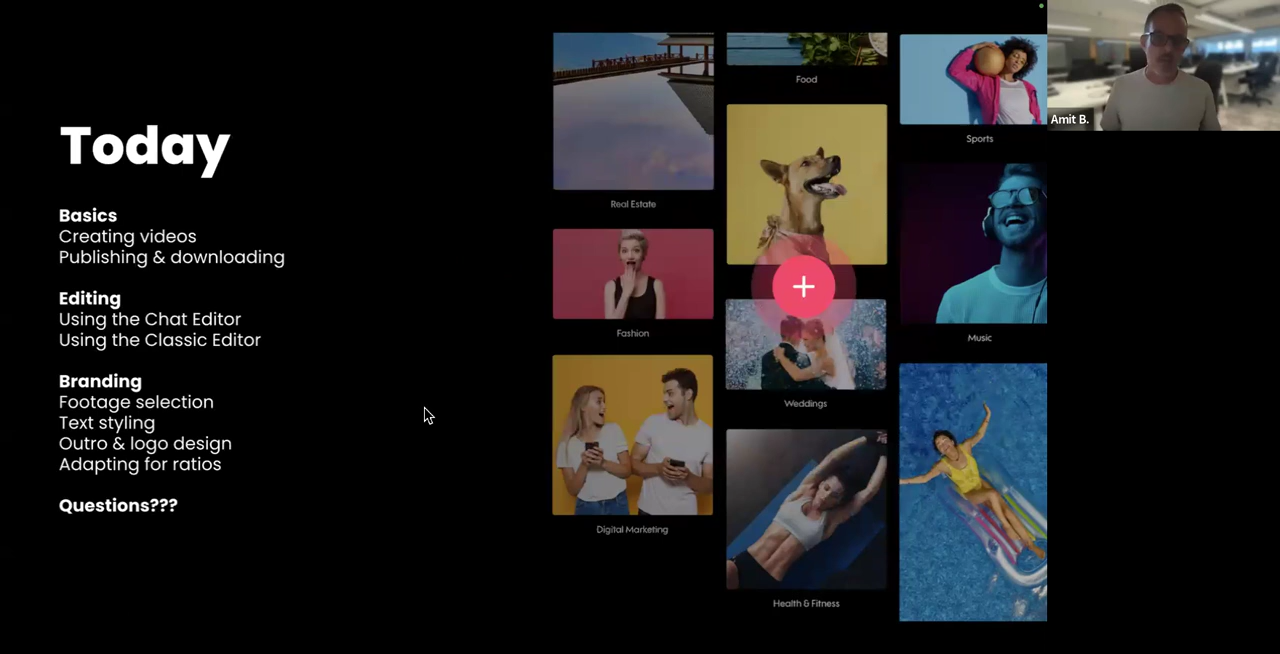 Today
Basics
Creating videos
Publishing & downloading
Editing
Using the Chat Editor
Using the Classic Editor
Branding
Footage selection
Text styling
Outro & logo design
Adapting for ratios
Questions???
Real Estate
Fashion
Digital Marketing
Food
Weddings
Health & Fitness
Sports
Music
Amit B.